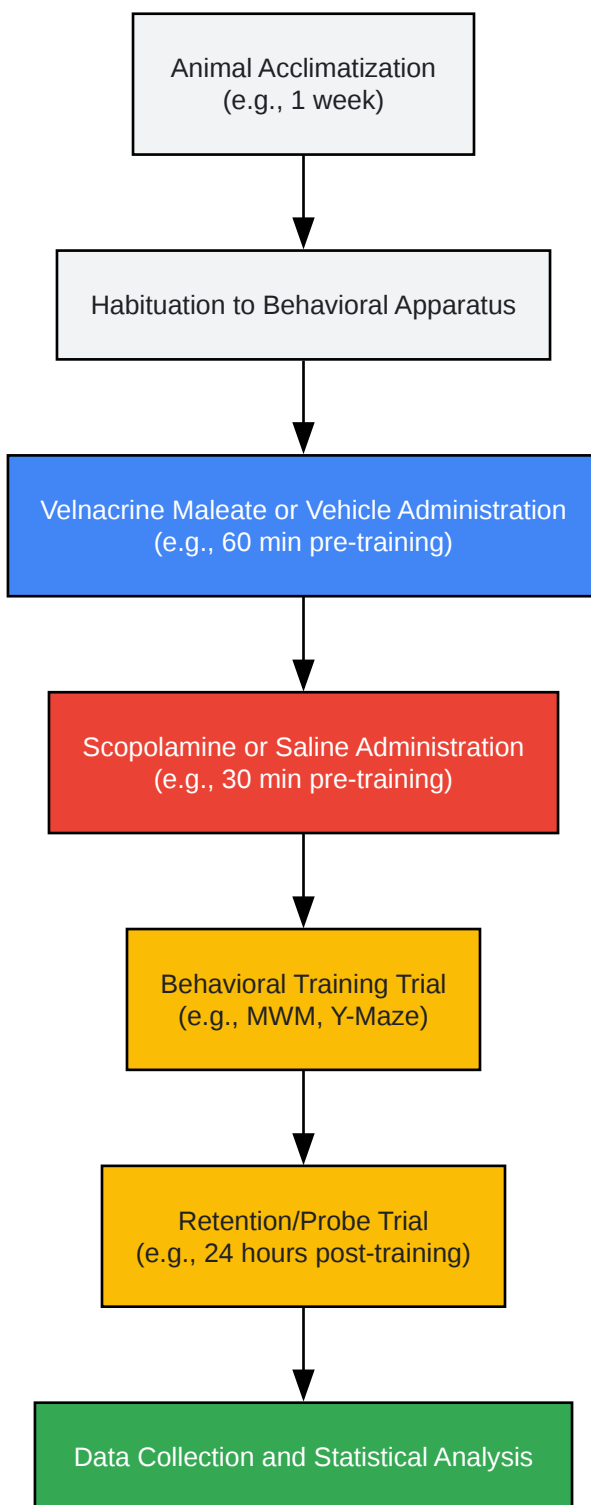 Animal Acclimatization
(e.g., 1 week)
Habituation to Behavioral Apparatus
Velnacrine Maleate or Vehicle Administration
(e.g., 60 min pre-training)
Scopolamine or Saline Administration
(e.g., 30 min pre-training)
Behavioral Training Trial
(e.g., MWM, Y-Maze)
Retention/Probe Trial
(e.g., 24 hours post-training)
Data Collection and Statistical Analysis